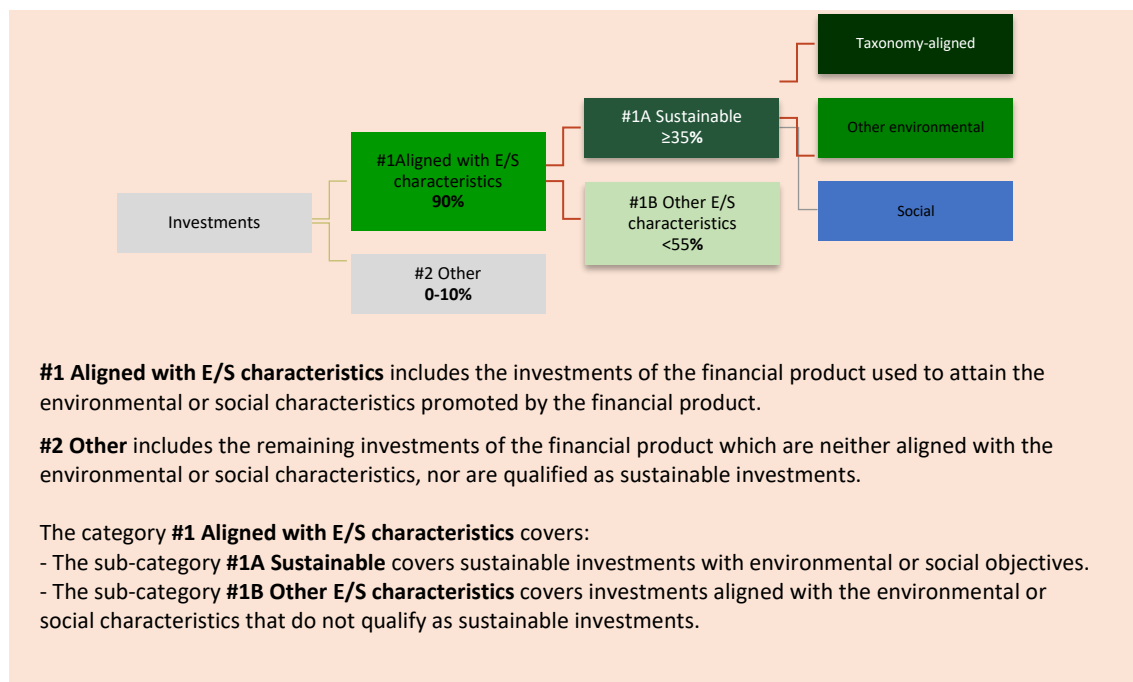 Taxonomy-aligned
#1A Sustainable
≥35%
Other environmental
#1Aligned with E/S
characteristics
90%
#1B Other E/S
characteristics
<55%
Social
Investments
#2 Other
0-10%
#1 Aligned with E/S characteristics includes the investments of the financial product used to attain the
environmental or social characteristics promoted by the financial product.
#2 Other includes the remaining investments of the financial product which are neither aligned with the
environmental or social characteristics, nor are qualified as sustainable investments.
The category #1 Aligned with E/S characteristics covers:
- The sub-category #1A Sustainable covers sustainable investments with environmental or social objectives.
- The sub-category #1B Other E/S characteristics covers investments aligned with the environmental or
social characteristics that do not qualify as sustainable investments.